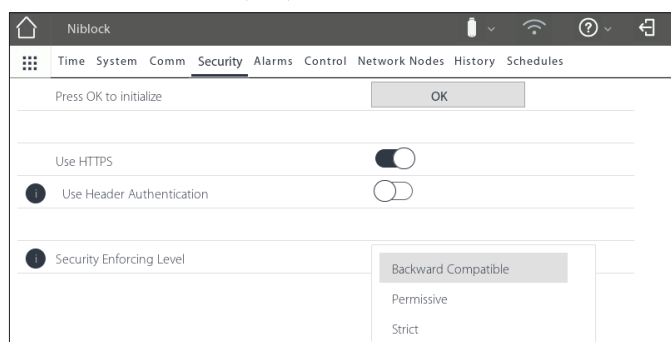 Niblock
Time System Comm Security Alarms Control Network Nodes History Schedules
Press OK to initialize OK
Use HTTPS
i Use Header Authentication
i Security Enforcing Level
Backward Compatible
Permissive
Strict